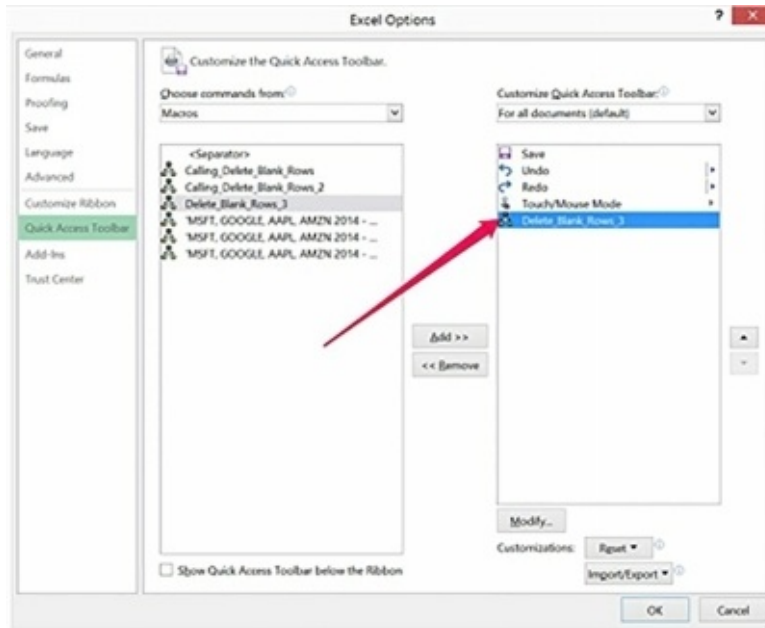 Excel Options
?
General
Formulas
Proofing
Save
Language
Advanced
Customize Ribbon
Quick Access Toolbar
Add-Ins
Trust Center
Customize the Quick Access Toolbar.
Choose commands from:
Macros
<Separator>
Calling_Delete_Blank_Rows
Calling_Delete_Blank_Rows_2
Delete_Blank_Rows_3
'MSFT, GOOGLE, AAPL, AMZN 2014 - ...
'MSFT, GOOGLE, AAPL, AMZN 2014 - ...
'MSFT, GOOGLE, AAPL, AMZN 2014 - ...
Show Quick Access Toolbar below the Ribbon
Add >>
<< Remove
Customize Quick Access Toolbar:
For all documents (default)
Save
Undo
Redo
Touch/Mouse Mode
Delete_Blank_Rows_3
Modify...
Customizations:
Reset
Import/Export
OK
Cancel